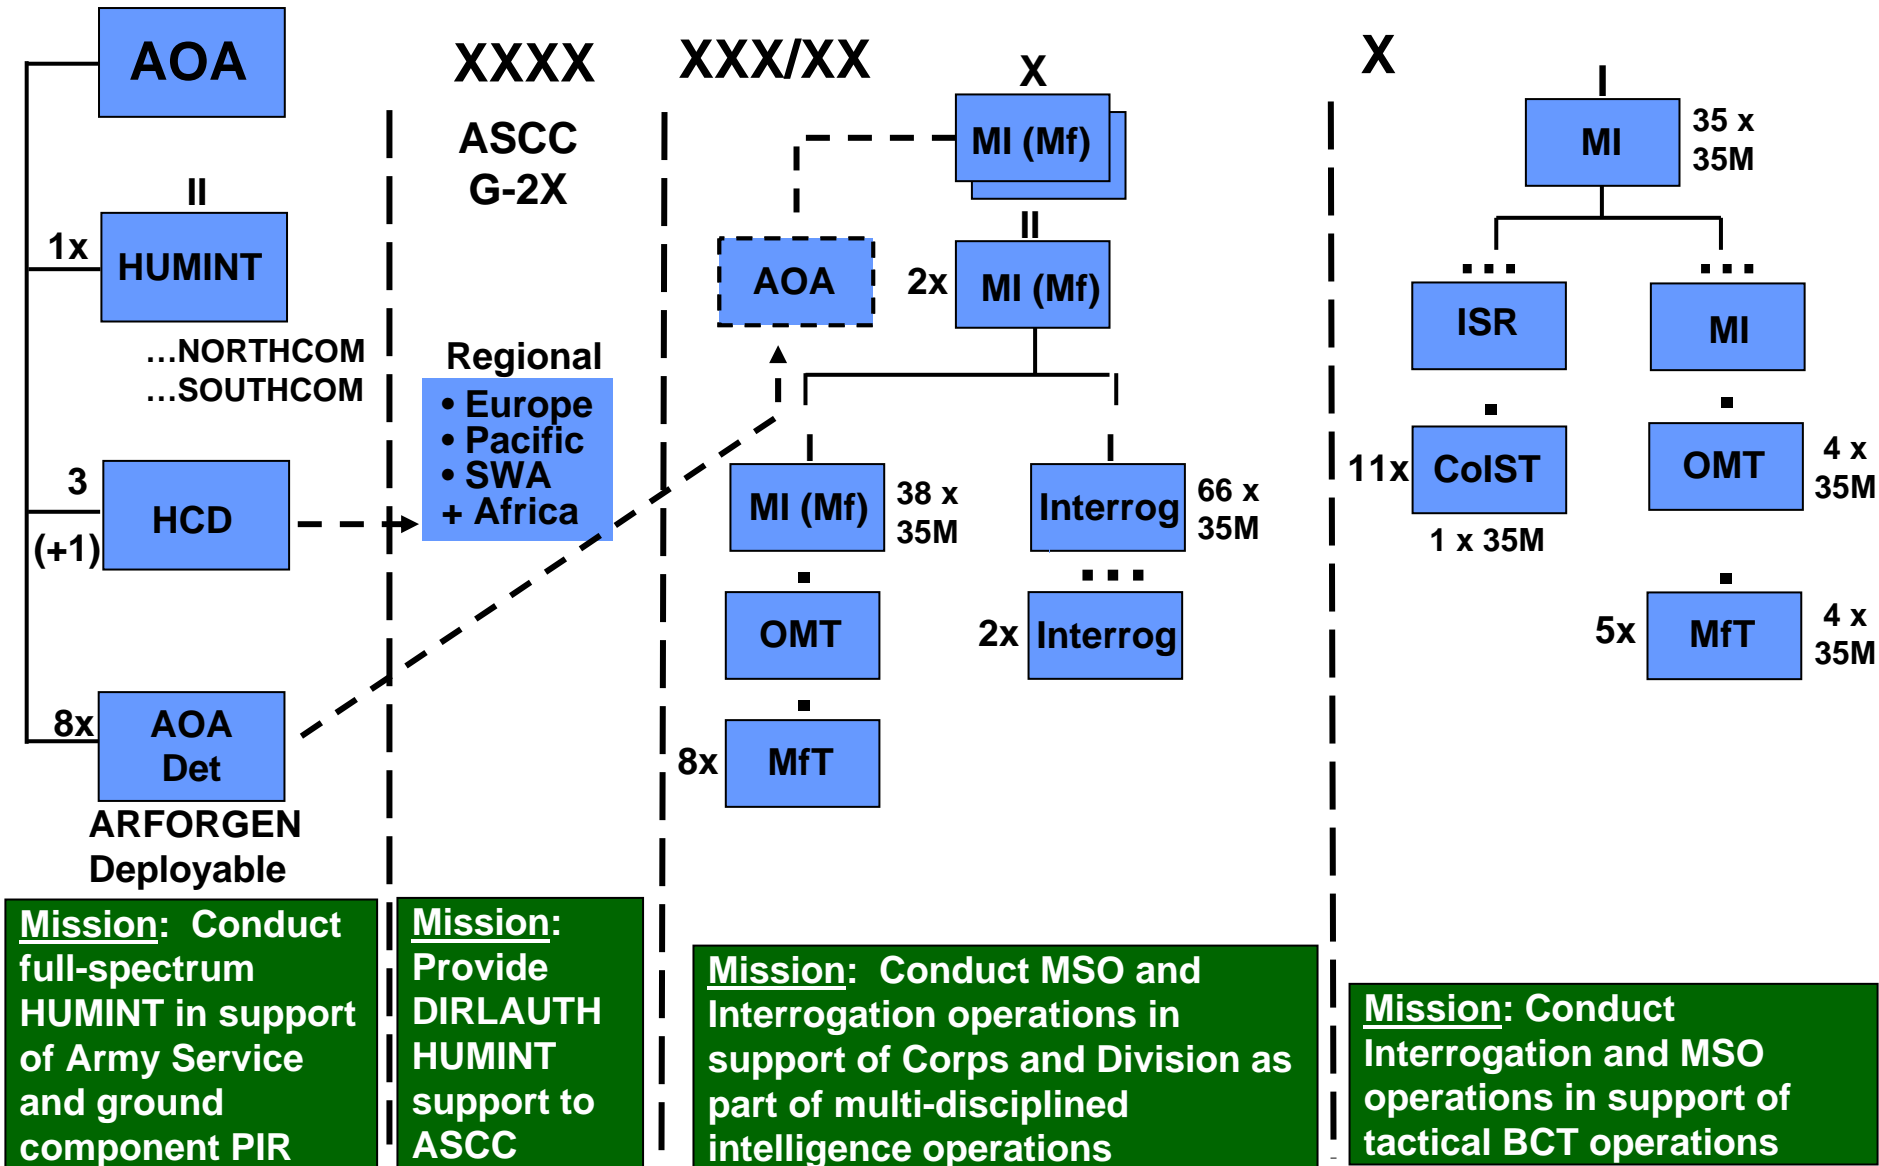 AOA
II
1x
HUMINT
...NORTHCOM
...SOUTHCOM
3
(+1)
HCD
8x
AOA
Det
ARFORGEN
Deployable
Mission: Conduct
full-spectrum
HUMINT in support
of Army Service
and ground
component PIR
XXXX
ASCC
G-2X
Regional
• Europe
• Pacific
• SWA
+ Africa
Mission:
Provide
DIRLAUTH
HUMINT
support to
ASCC
XXX/XX
X
MI (Mf)
AOA
II
2x
MI (Mf)
I
MI (Mf)
38 x
35M
OMT
8x
MfT
I
Interrog
66 x
35M
2x
Interrog
Mission: Conduct MSO and
Interrogation operations in
support of Corps and Division as
part of multi-disciplined
intelligence operations
X
I
MI
35 x
35M
ISR
MI
11x
CoIST
1 x 35M
OMT
4 x
35M
5x
MfT
4 x
35M
Mission: Conduct
Interrogation and MSO
operations in support of
tactical BCT operations